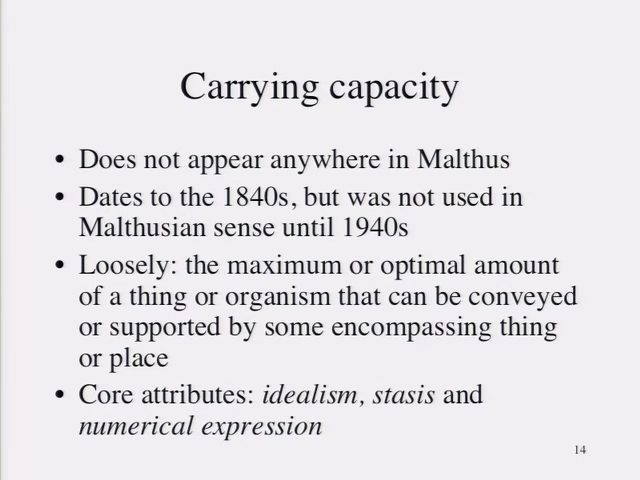 Carrying capacity
• Does not appear anywhere in Malthus
• Dates to the 1840s, but was not used in
Malthusian sense until 1940s
• Loosely: the maximum or optimal amount
of a thing or organism that can be conveyed
or supported by some encompassing thing
or place
• Core attributes: idealism, stasis and
numerical expression
14